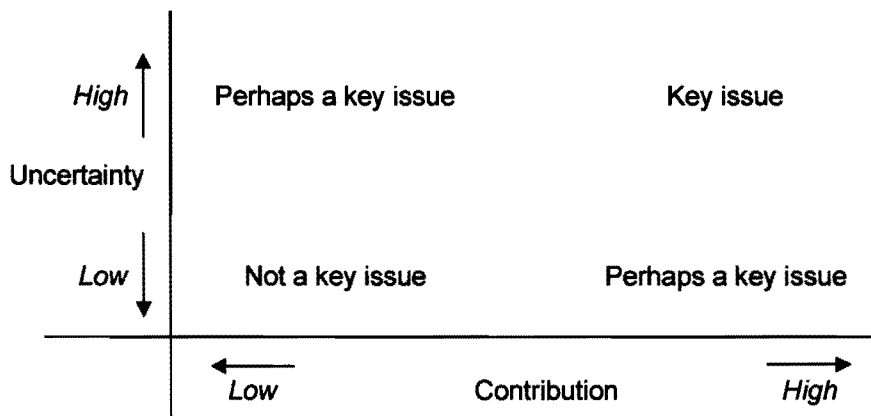 High Perhaps a key issue Key issue
Uncertainty
Low Not a key issue Perhaps a key issue
Low Contribution High